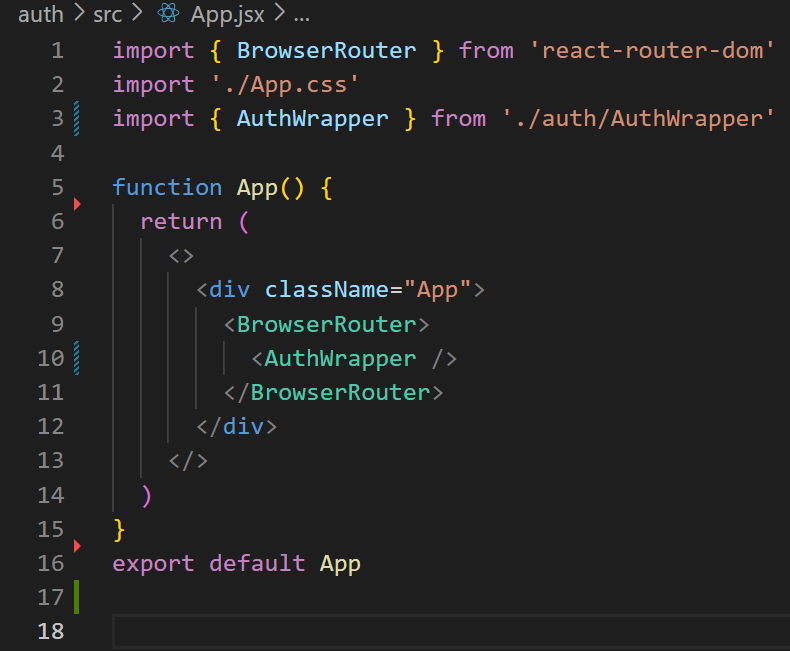 auth > src > App.jsx > ...
1 import { BrowserRouter } from 'react-router-dom'
2 import './App.css'
3 import { AuthWrapper } from './auth/AuthWrapper'
4
5 function App() {
6   return (
7     <>
8       <div className="App">
9         <BrowserRouter>
10           <AuthWrapper />
11         </BrowserRouter>
12       </div>
13     </>
14   )
15 }
16 export default App
17
18